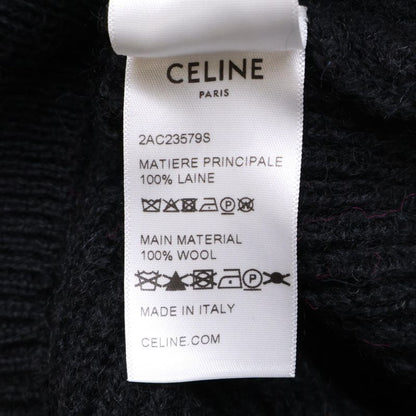 CELINE
PARIS
2AC23579S
MATIERE PRINCIPALE
100% LAINE
MAIN MATERIAL
100% WOOL
MADE IN ITALY
CELINE.COM